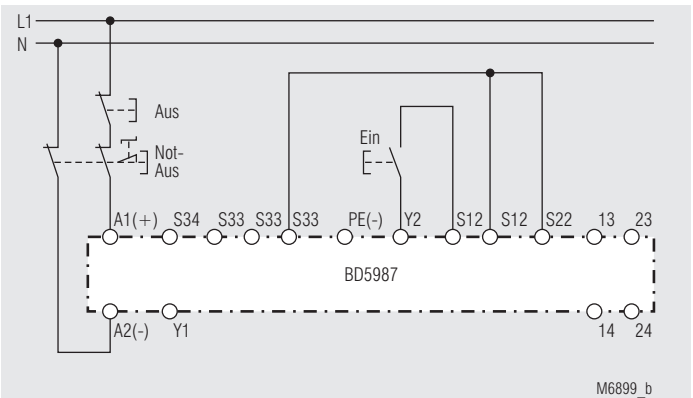 L1
N
Aus
Ein
Not-
Aus
A1(+) S34 S33 S33 S33 PE(-) Y2 S12 S12 S22 13 23
BD5987
A2(-) Y1 14 24
M6899_b